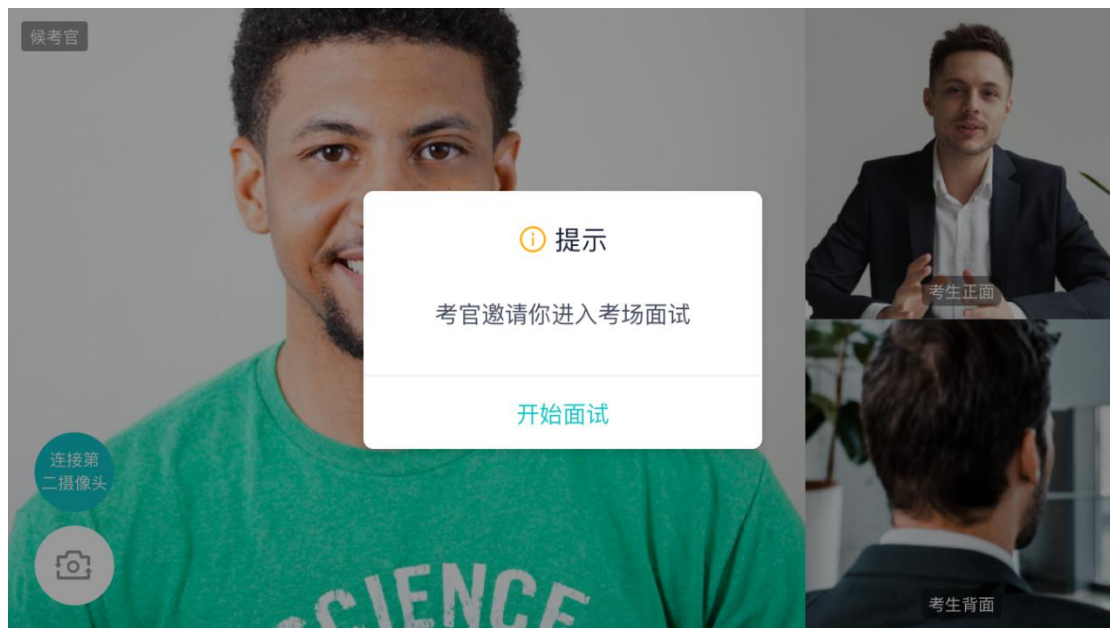 候考官
提示
考官邀请你进入考场面试
开始面试
连接第
二摄像头
SCIENCE
考生正面
考生背面